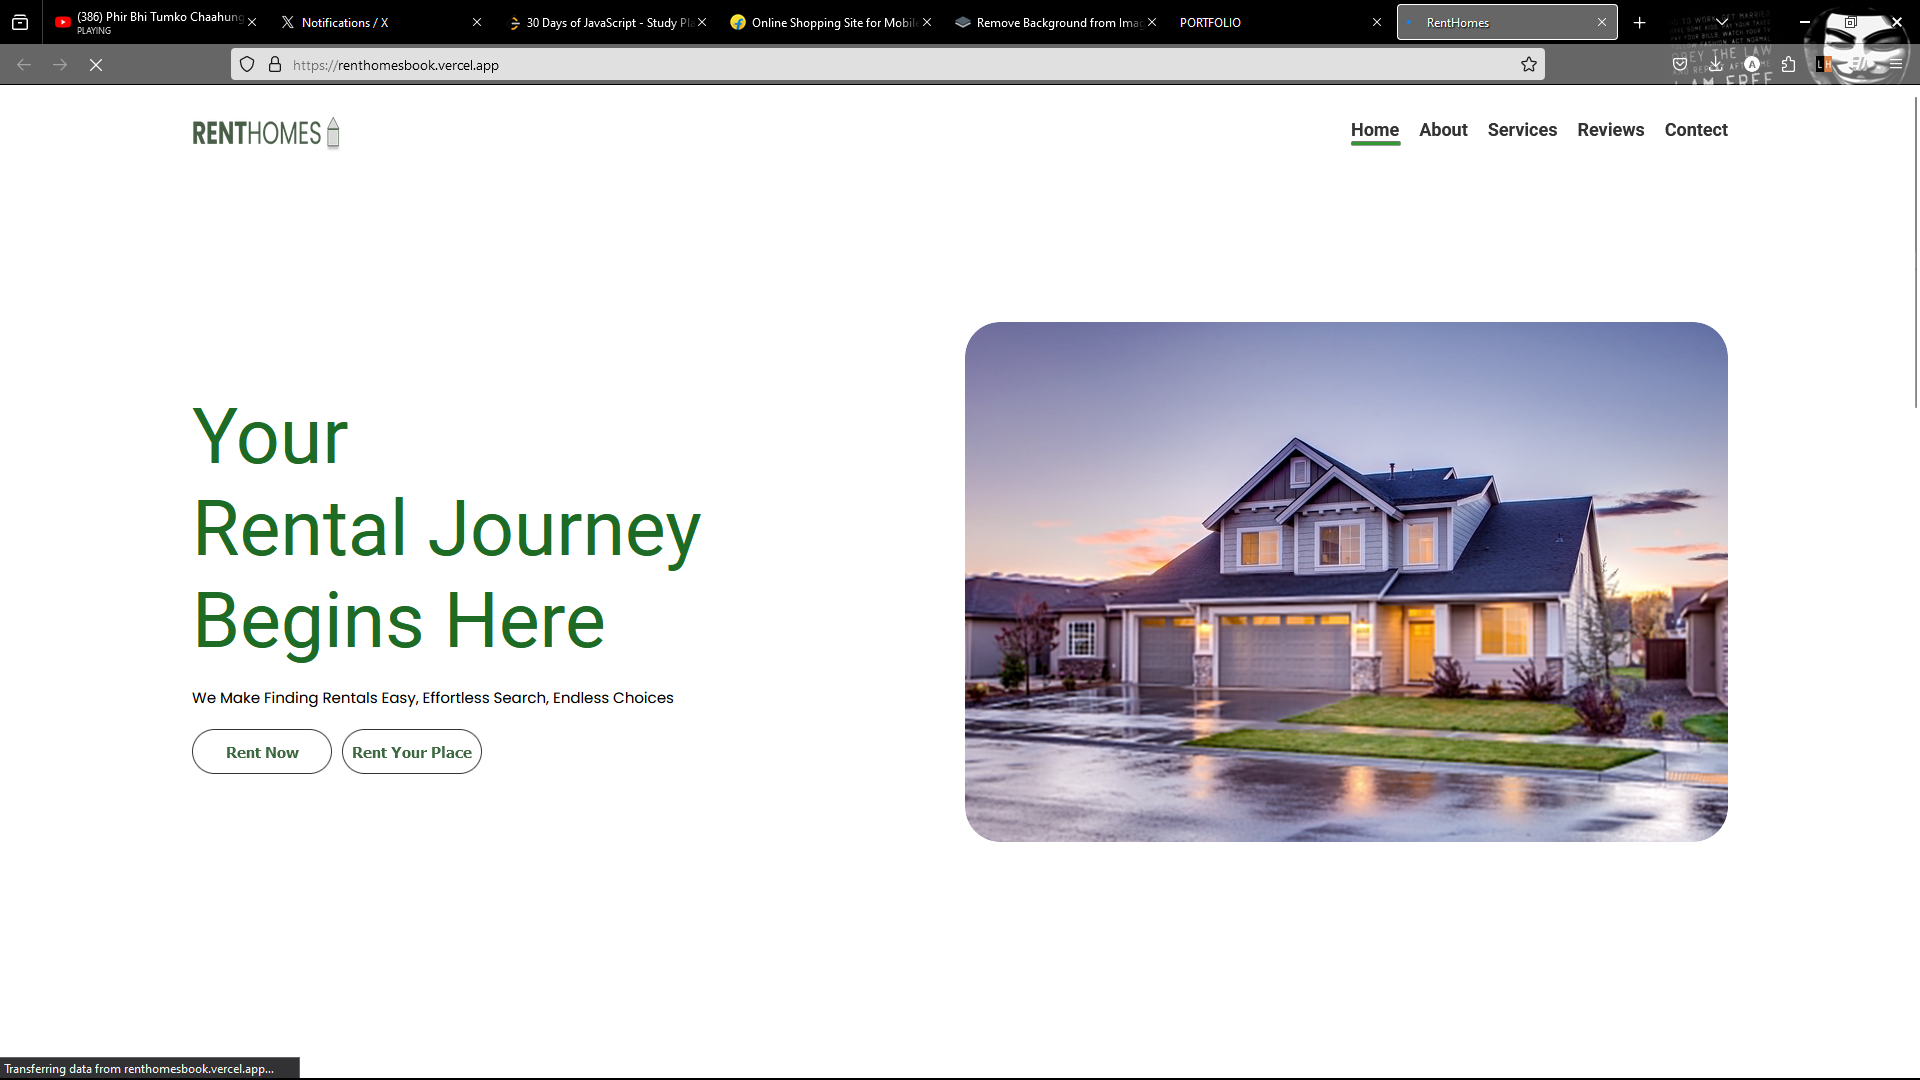 (386) Phir Bhi Tumko Chaahung
PLAYING
Notifications / X
30 Days of JavaScript - Study Pla
Online Shopping Site for Mobile
Remove Background from Imag
PORTFOLIO
RentHomes
https://renthomesbook.vercel.app
RENTHOMES
Home
About
Services
Reviews
Contect
Your
Rental Journey
Begins Here
We Make Finding Rentals Easy, Effortless Search, Endless Choices
Rent Now
Rent Your Place
Transferring data from renthomesbook.vercel.app...